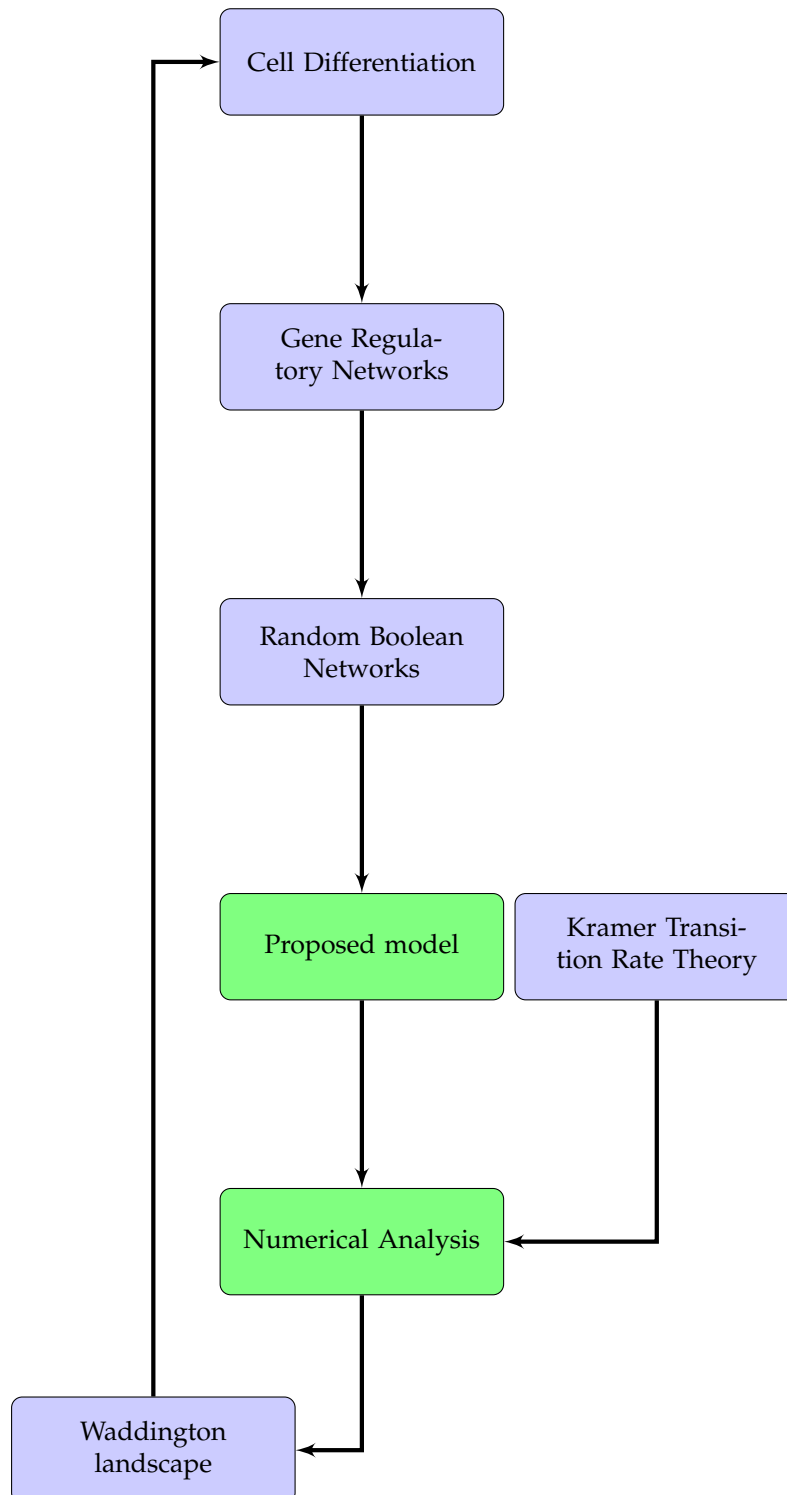 Cell Differentiation
Gene Regula-
tory Networks
Random Boolean
Networks
Proposed model
Kramer Transi-
tion Rate Theory
Numerical Analysis
Waddington
landscape